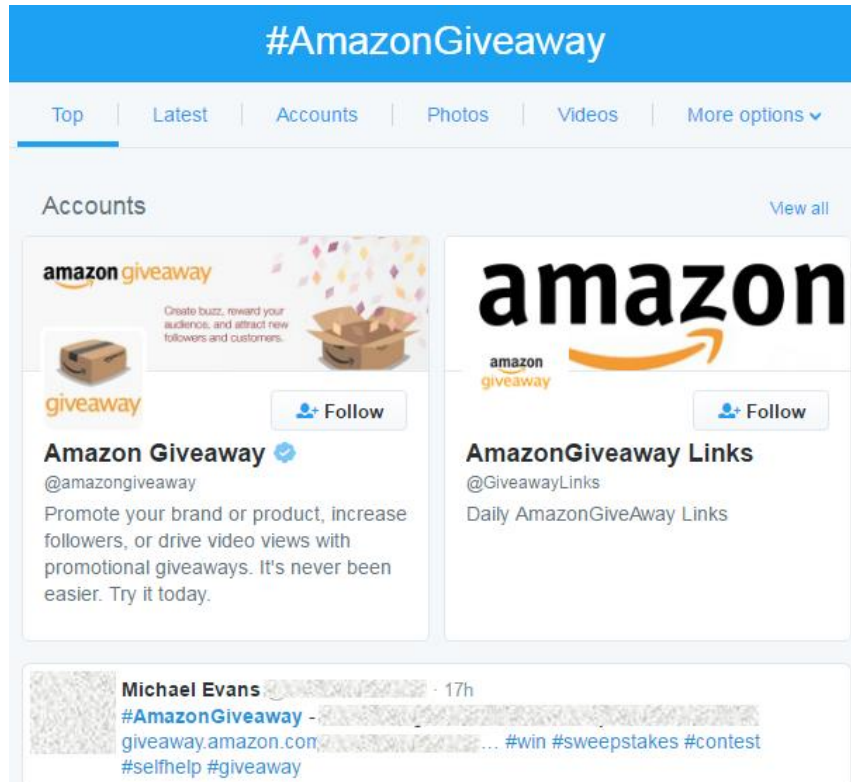 #AmazonGiveaway
Top Latest Accounts Photos Videos More options
Accounts View all
amazon giveaway
Create buzz, reward your
audience, and attract new
followers and customers.
giveaway
Follow
Amazon Giveaway
@amazongiveaway
Promote your brand or product, increase
followers, or drive video views with
promotional giveaways. It's never been
easier. Try it today.
amazon
amazon
giveaway
Follow
AmazonGiveaway Links
@GiveawayLinks
Daily AmazonGiveAway Links
Michael Evans · 17h
#AmazonGiveaway -
giveaway.amazon.com ... #win #sweepstakes #contest
#selfhelp #giveaway